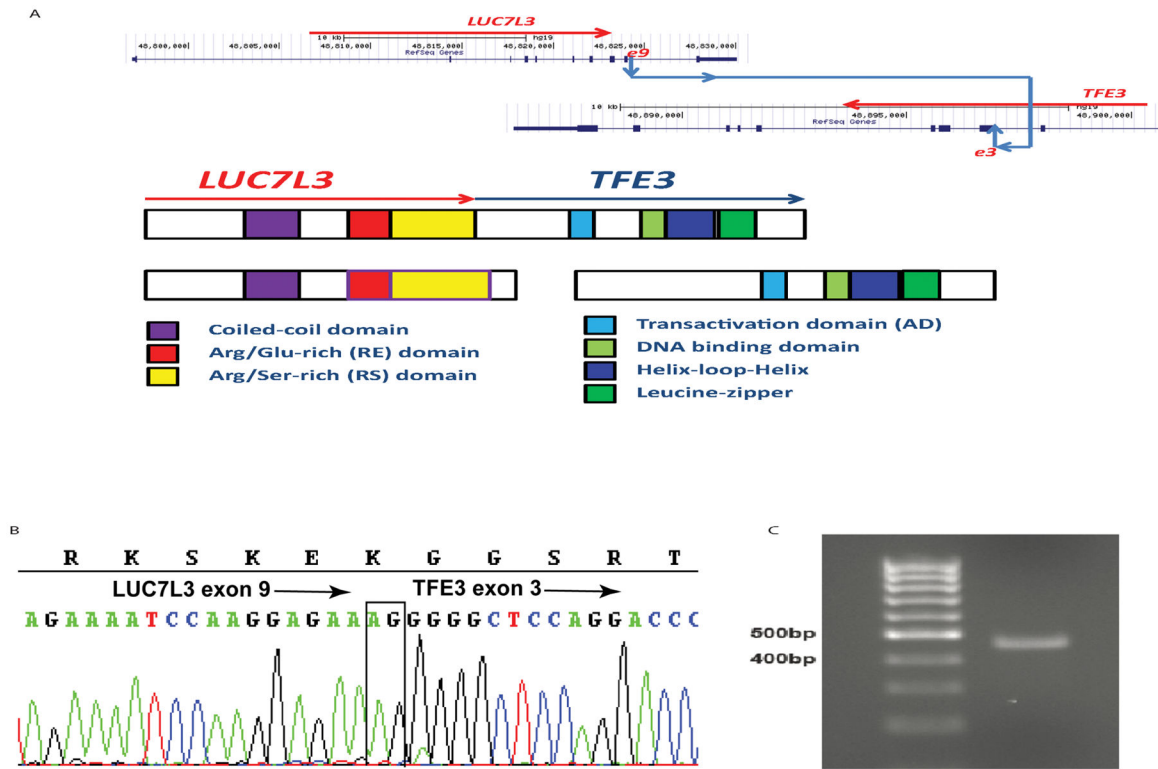 A
LUC7L3
10 kb hg19
48,800,000 48,805,000 48,810,000 48,815,000 48,820,000 48,825,000 48,830,000
RefSeq Genes
e9
TFE3
10 kb hg19
48,890,000 48,895,000 48,900,000
RefSeq Genes
e3
LUC7L3 TFE3
Coiled-coil domain
Arg/Glu-rich (RE) domain
Arg/Ser-rich (RS) domain
Transactivation domain (AD)
DNA binding domain
Helix-loop-Helix
Leucine-zipper
B
R K S K E K G G S R T
LUC7L3 exon 9 TFE3 exon 3
AGAAAATCCAAGGAGAAAGGGGGCTCCAGGACCC
C
500bp
400bp